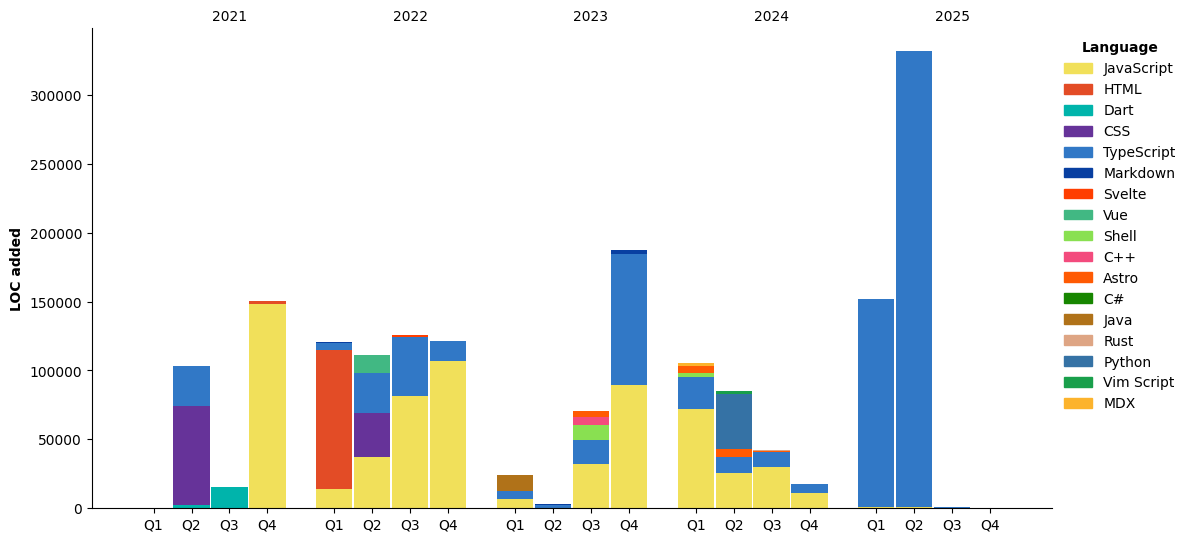 2021 2022 2023 2024 2025
Language
JavaScript
HTML
Dart
CSS
TypeScript
Markdown
Svelte
Vue
Shell
C++
Astro
C#
Java
Rust
Python
Vim Script
MDX
LOC added
300000
250000
200000
150000
100000
50000
0
Q1 Q2 Q3 Q4 Q1 Q2 Q3 Q4 Q1 Q2 Q3 Q4 Q1 Q2 Q3 Q4 Q1 Q2 Q3 Q4